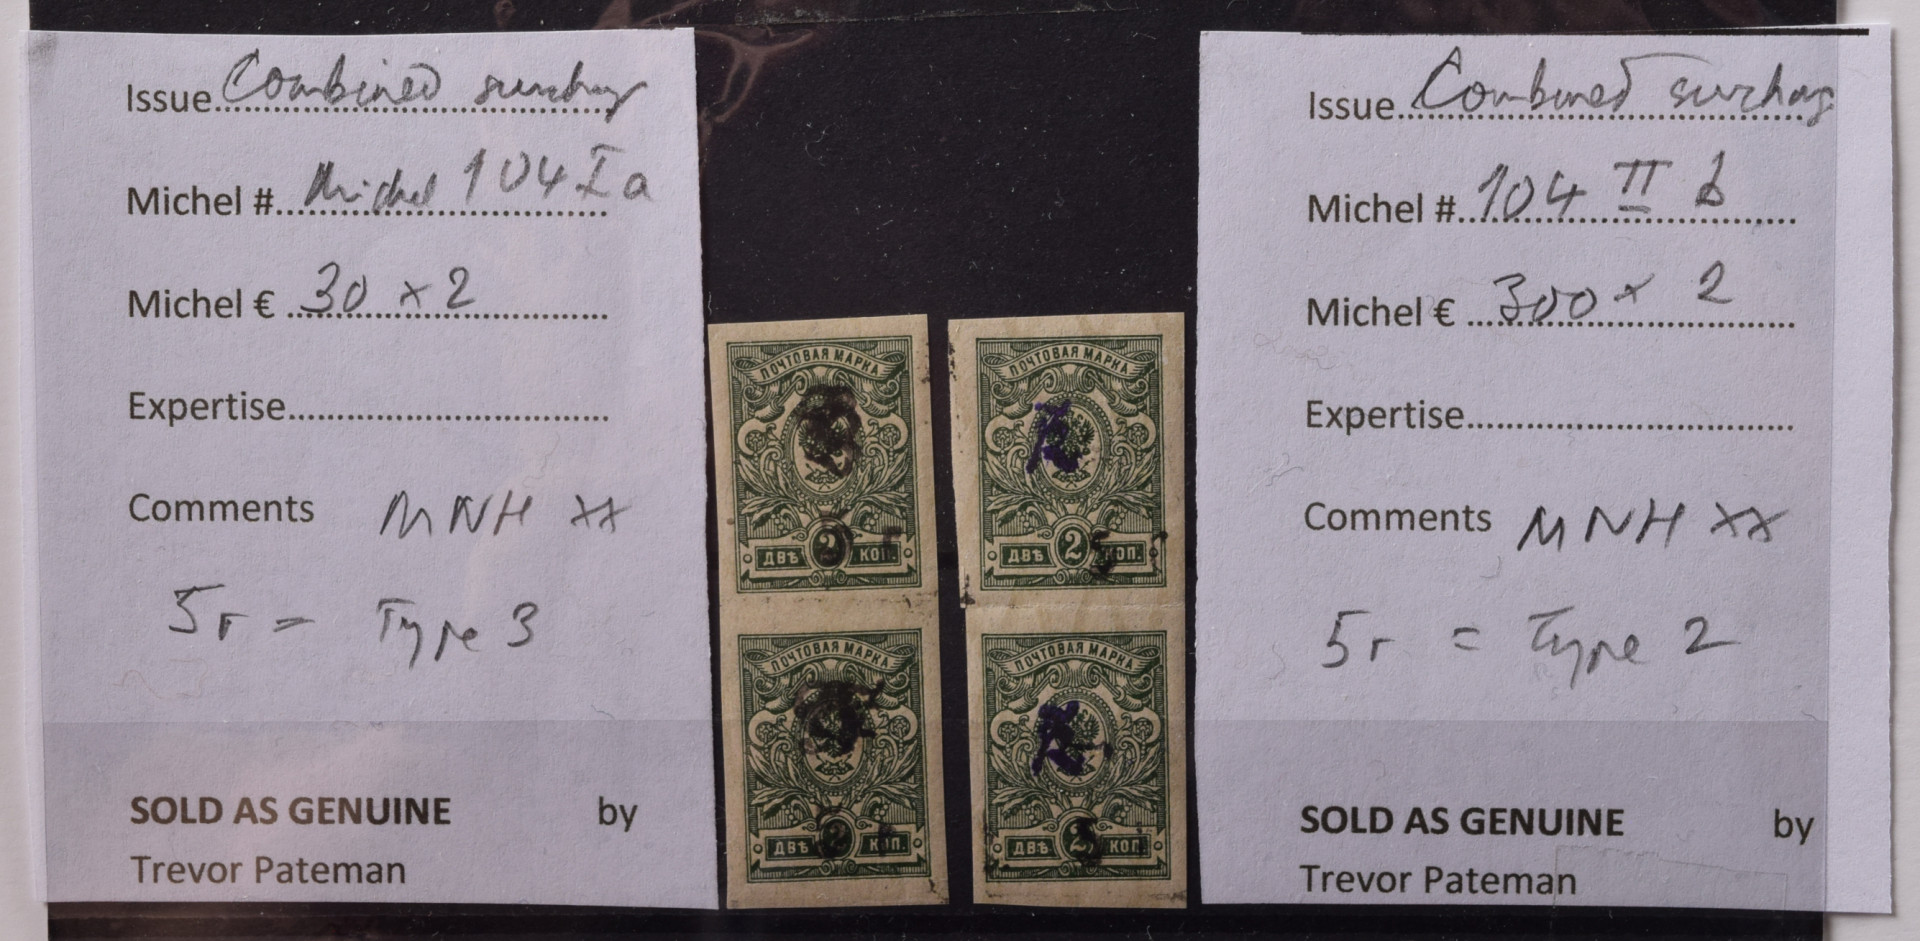 Issue Combined surcharg
Michel # Michel 104 I a
Michel € 30 x 2
Expertise
Comments MNH xx
5r = Type 3
SOLD AS GENUINE by
Trevor Pateman
ПОЧТОВАЯ МАРКА
ДВѢ 2 КОП.
ПОЧТОВАЯ МАРКА
ДВѢ 2 КОП.
ПОЧТОВАЯ МАРКА
ДВѢ 2 КОП.
ПОЧТОВАЯ МАРКА
ДВѢ 2 КОП.
Issue Combined surcharg
Michel # 104 II b
Michel € 300 x 2
Expertise
Comments MNH xx
5r = Type 2
SOLD AS GENUINE by
Trevor Pateman